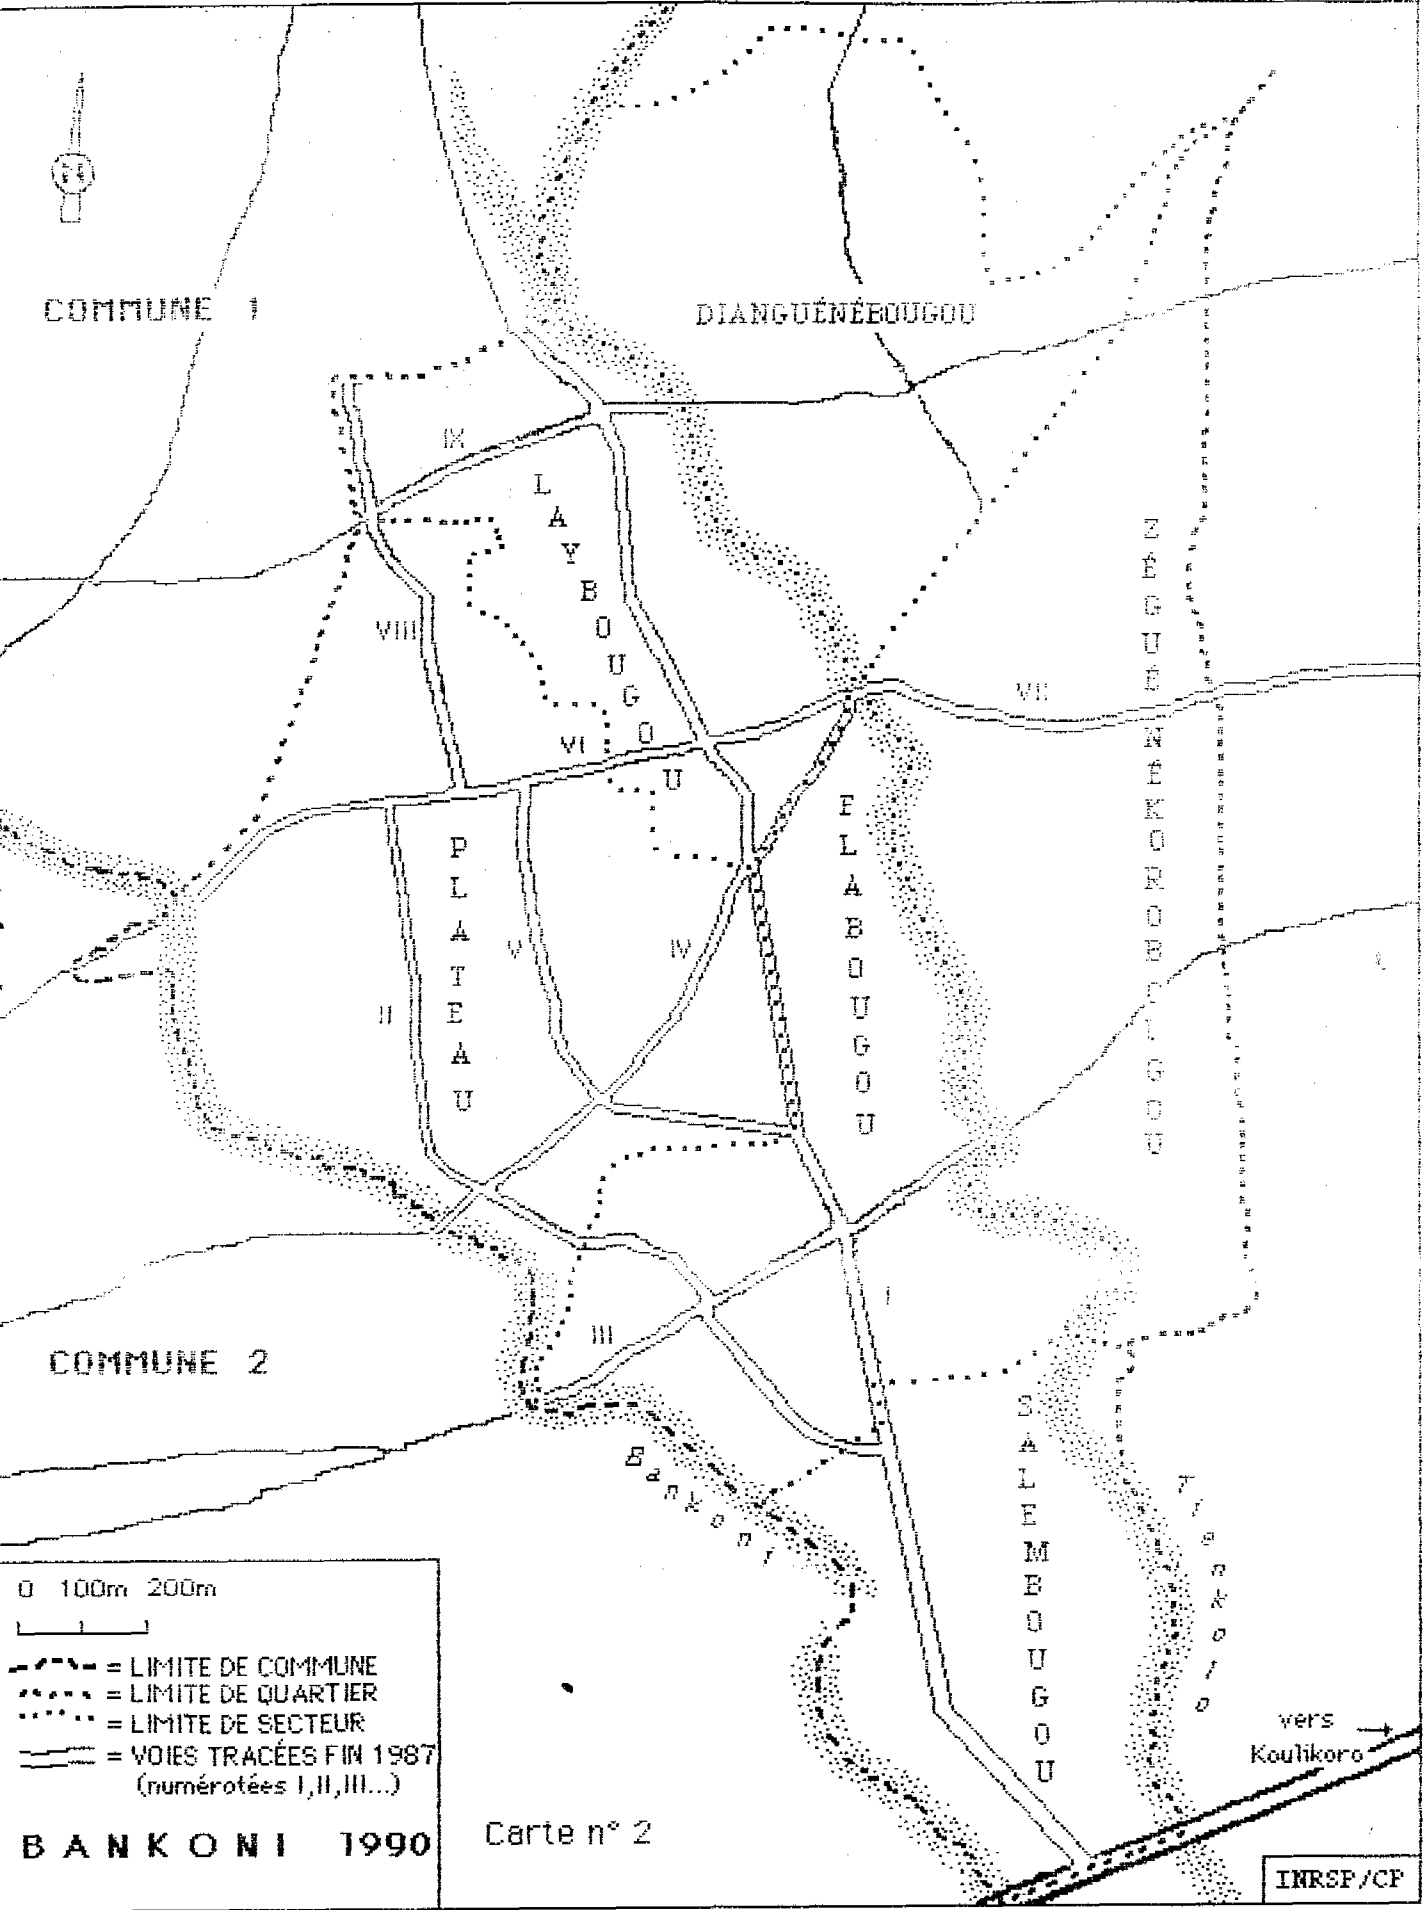 COMMUNE 1
DIANGUÉNÉBOUGOU
IX
LAYBOUGOU
VIII
ZÉGUÉNÉKOROBOUGOU
VII
VI
FLABOUGOU
PLATEAU
V
IV
II
I
III
COMMUNE 2
SALEMBOUGOU
Bankoni
Tienkolo
0 100m 200m
= LIMITE DE COMMUNE
= LIMITE DE QUARTIER
= LIMITE DE SECTEUR
= VOIES TRACÉES FIN 1987
(numérotées I,II,III...)
BANKONI 1990
Carte n° 2
vers
Koulikoro
INRSP/CP